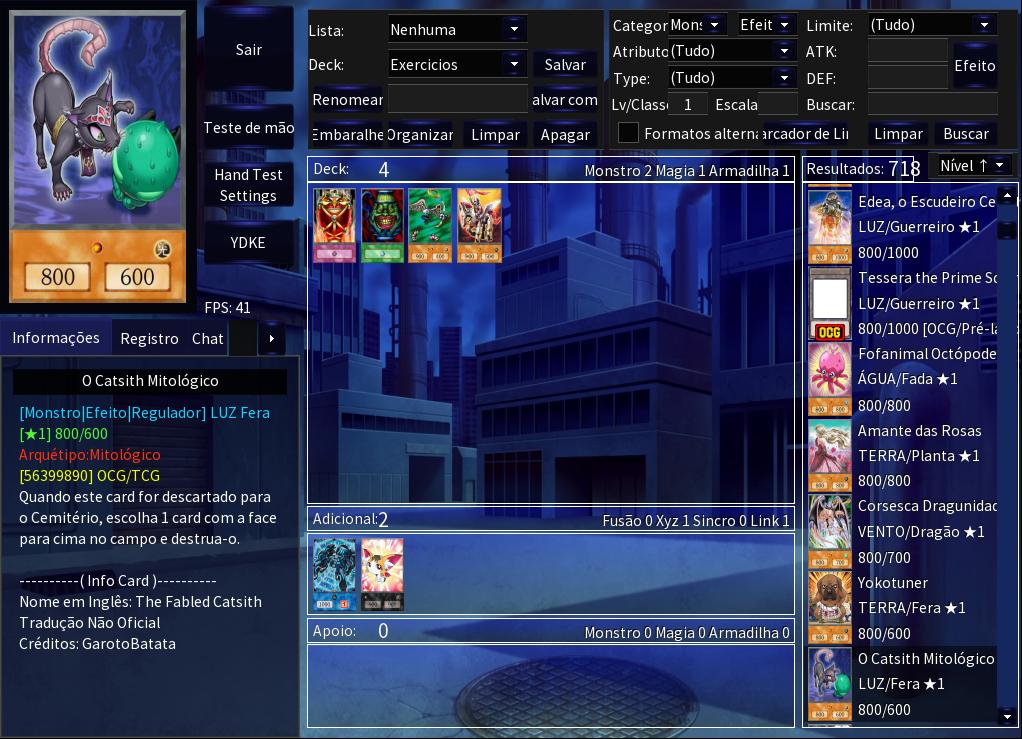 800 600
光
Informações Registro Chat
O Catsith Mitológico
[Monstro|Efeito|Regulador] LUZ Fera
[★1] 800/600
Arquétipo:Mitológico
[56399890] OCG/TCG
Quando este card for descartado para
o Cemitério, escolha 1 card com a face
para cima no campo e destrua-o.
----------( Info Card )----------
Nome em Inglês: The Fabled Catsith
Tradução Não Oficial
Créditos: GarotoBatata
Sair
Teste de mão
Hand Test
Settings
YDKE
FPS: 41
Lista: Nenhuma
Deck: Exercicios Salvar
Renomear alvar com
Embaralhe Organizar Limpar Apagar
Categor Mons Efeit Limite: (Tudo)
Atributo (Tudo) ATK:
Efeito
Type: (Tudo) DEF:
Lv/Classe 1 Escala Buscar:
Formatos altern arcador de Lin Limpar Buscar
Deck: 4 Monstro 2 Magia 1 Armadilha 1
Adicional: 2 Fusão 0 Xyz 1 Sincro 0 Link 1
Apoio: 0 Monstro 0 Magia 0 Armadilha 0
Resultados: 718 Nível ↑
Edea, o Escudeiro Ce
LUZ/Guerreiro ★1
800/1000
Tessera the Prime Sc
LUZ/Guerreiro ★1
800/1000 [OCG/Pré-la
OCG
Fofanimal Octópode
ÁGUA/Fada ★1
800/800
Amante das Rosas
TERRA/Planta ★1
800/800
Corsesca Dragunidad
VENTO/Dragão ★1
800/700
Yokotuner
TERRA/Fera ★1
800/600
O Catsith Mitológico
LUZ/Fera ★1
800/600